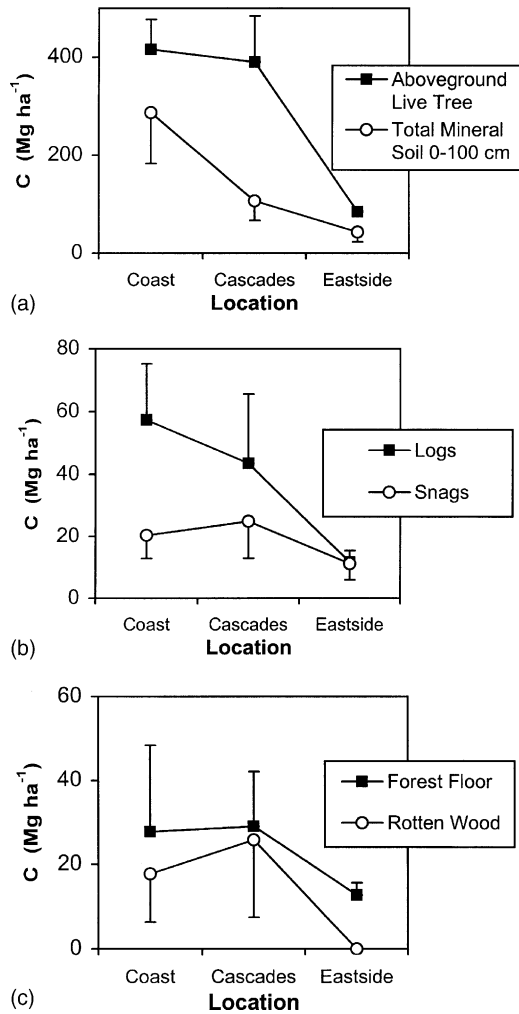 400
200
0
C (Mg ha-1)
Aboveground
Live Tree
Total Mineral
Soil 0-100 cm
Coast Cascades Eastside
Location
(a)
80
60
40
20
0
C (Mg ha-1)
Logs
Snags
Coast Cascades Eastside
Location
(b)
60
40
20
0
C (Mg ha-1)
Forest Floor
Rotten Wood
Coast Cascades Eastside
Location
(c)